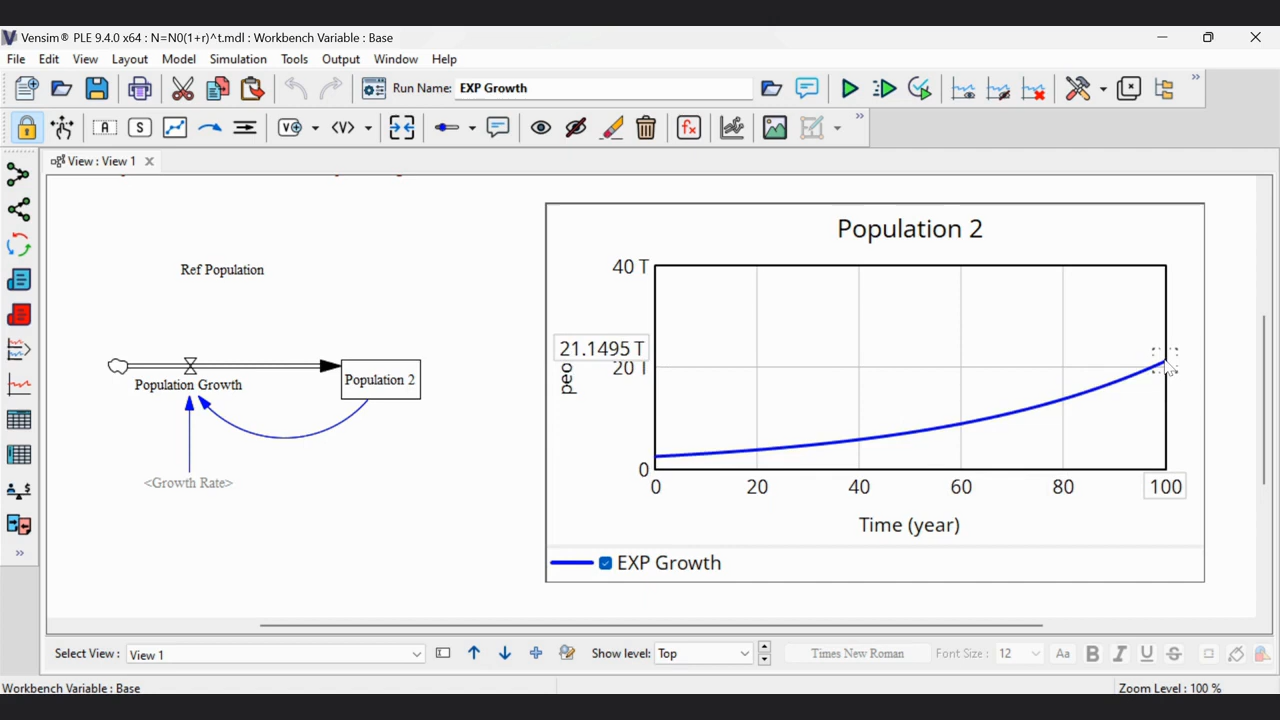 Vensim® PLE 9.4.0 x64 : N=N0(1+r)^t.mdl : Workbench Variable : Base
File Edit View Layout Model Simulation Tools Output Window Help
Run Name: EXP Growth
View : View 1
Population 2
Ref Population
40 T
21.1495 T
20 T
peo
0
Population Growth
Population 2
<Growth Rate>
0 20 40 60 80 100
Time (year)
EXP Growth
Select View : View 1 Show level: Top Times New Roman Font Size : 12 Aa B I U S
Workbench Variable : Base Zoom Level : 100 %